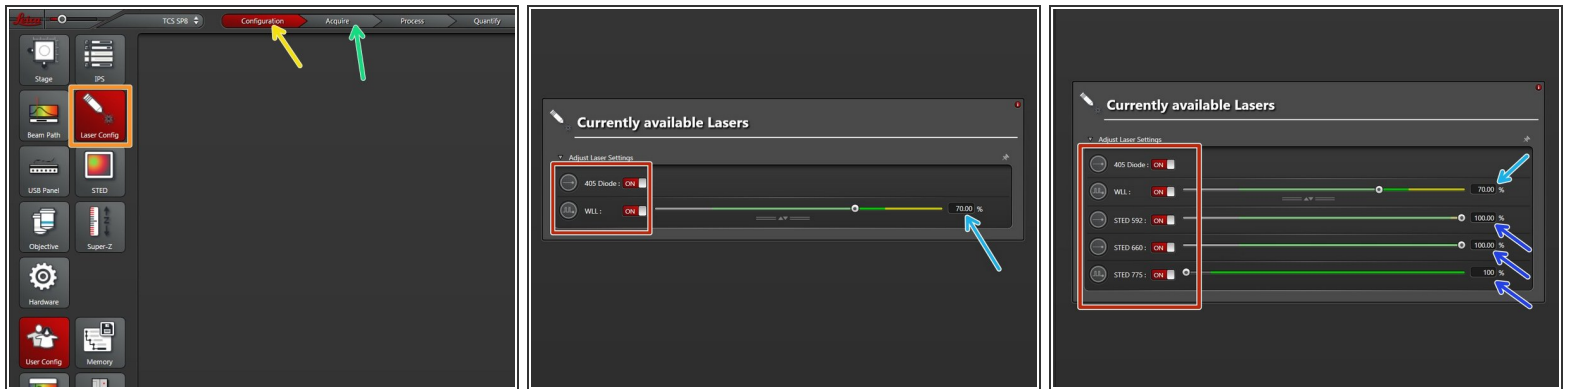 Leica
TCS SP8
Configuration
Acquire
Process
Quantify
Stage
IPS
Beam Path
Laser Config
USB Panel
STED
Objective
Super-Z
Hardware
User Config
Memory
Currently available Lasers
Adjust Laser Settings
405 Diode : ON
WLL : ON 70.00 %
Currently available Lasers
Adjust Laser Settings
405 Diode : ON
WLL : ON 70.00 %
STED 592 : ON 100.00 %
STED 660 : ON 100.00 %
STED 775 : ON 100 %